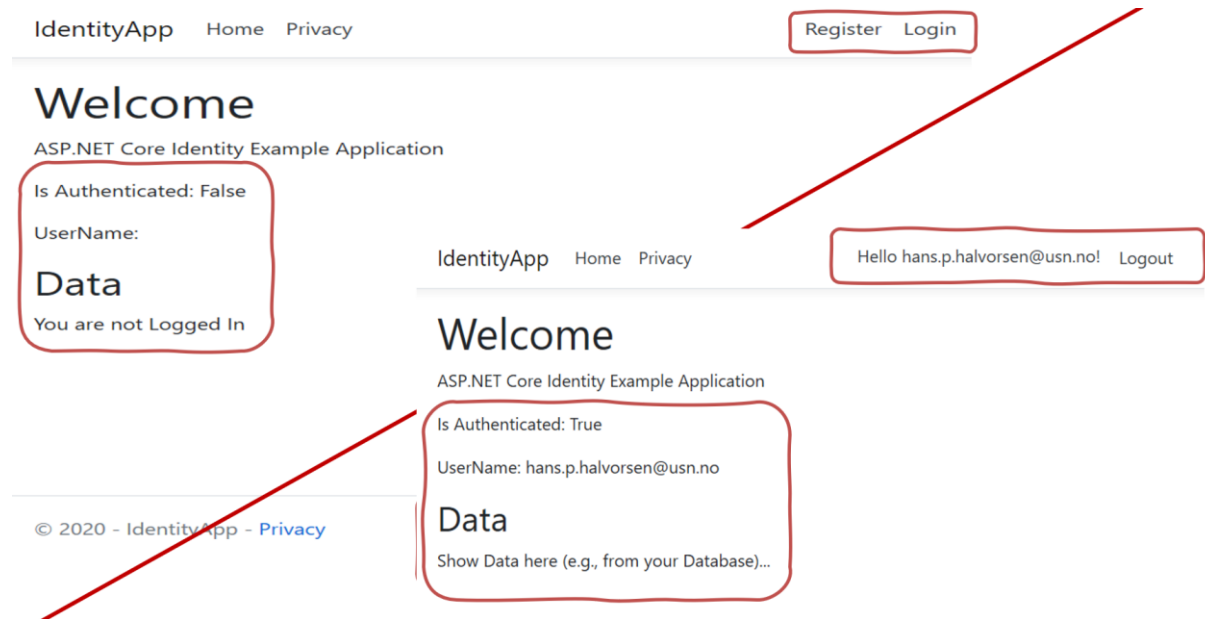 IdentityApp Home Privacy Register Login
Welcome
ASP.NET Core Identity Example Application
Is Authenticated: False
UserName:
Data
You are not Logged In
© 2020 - IdentityApp - Privacy
IdentityApp Home Privacy Hello hans.p.halvorsen@usn.no! Logout
Welcome
ASP.NET Core Identity Example Application
Is Authenticated: True
UserName: hans.p.halvorsen@usn.no
Data
Show Data here (e.g., from your Database)...